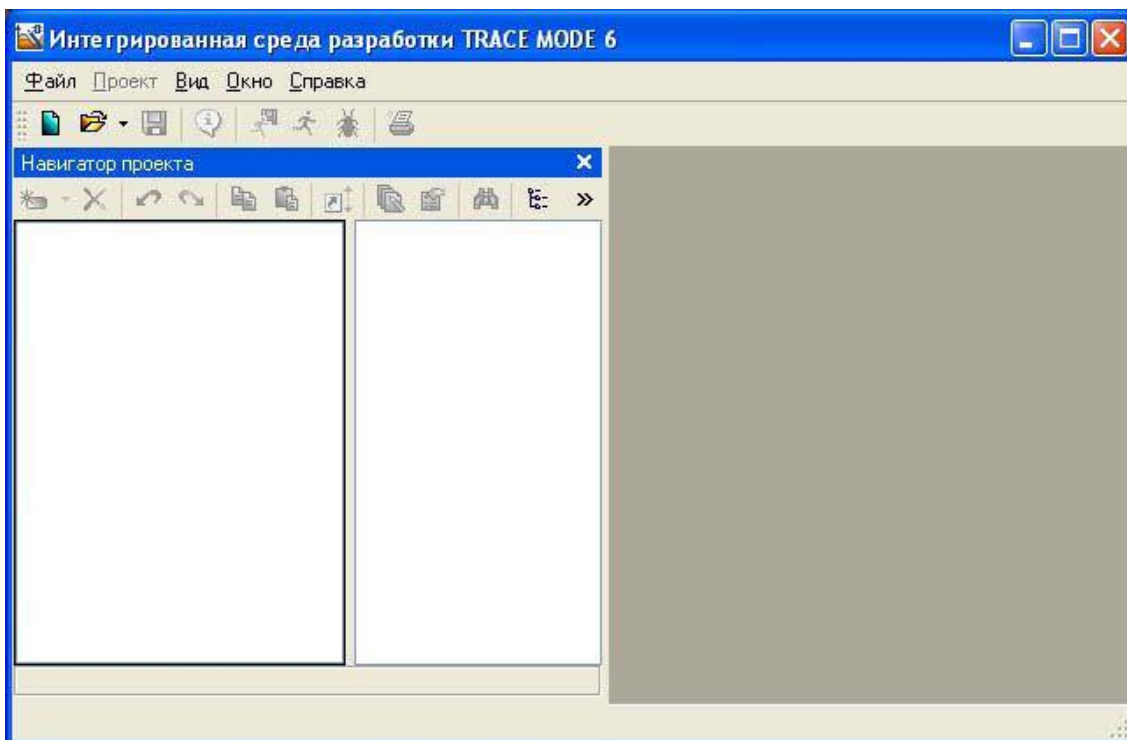 Интегрированная среда разработки TRACE MODE 6
Файл Проект Вид Окно Справка
Навигатор проекта